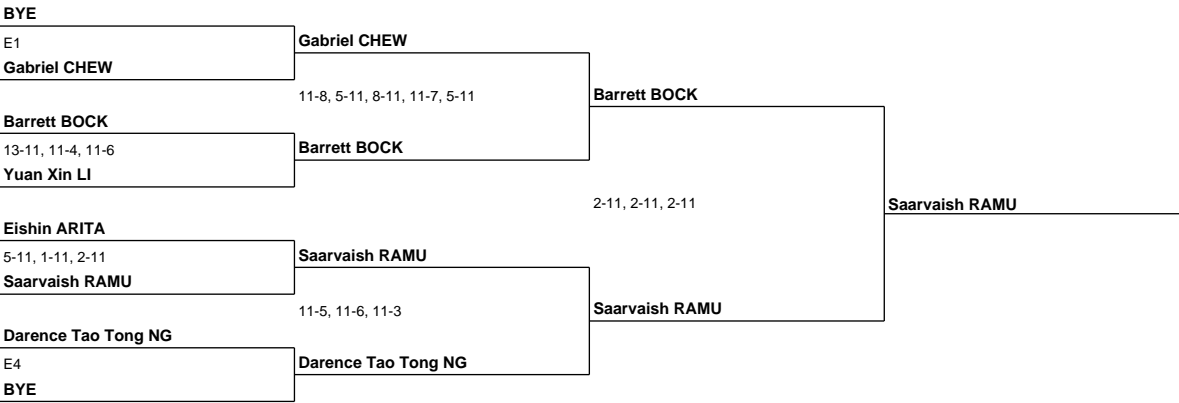 BYE
E1
Gabriel CHEW
Gabriel CHEW
11-8, 5-11, 8-11, 11-7, 5-11
Barrett BOCK
Barrett BOCK
13-11, 11-4, 11-6
Yuan Xin LI
Barrett BOCK
2-11, 2-11, 2-11
Saarvaish RAMU
Eishin ARITA
5-11, 1-11, 2-11
Saarvaish RAMU
Saarvaish RAMU
11-5, 11-6, 11-3
Saarvaish RAMU
Darence Tao Tong NG
E4
BYE
Darence Tao Tong NG